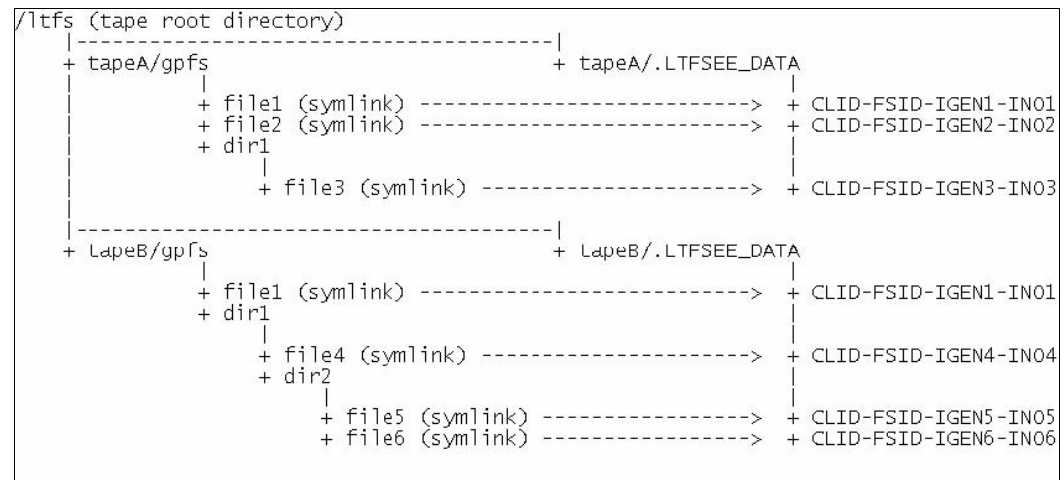 /ltfs (tape root directory)
|---------------------------------------|
+ tapeA/gpfs + tapeA/.LTFSEE_DATA
+ file1 (symlink) ---------------------------> + CLID-FSID-IGEN1-INO1
+ file2 (symlink) ---------------------------> + CLID-FSID-IGEN2-INO2
+ dir1
+ file3 (symlink) ----------------------> + CLID-FSID-IGEN3-INO3
|---------------------------------------|
+ tapeB/gpfs + tapeB/.LTFSEE_DATA
+ file1 (symlink) ---------------------------> + CLID-FSID-IGEN1-INO1
+ dir1
+ file4 (symlink) ----------------------> + CLID-FSID-IGEN4-INO4
+ dir2
+ file5 (symlink) -----------------> + CLID-FSID-IGEN5-INO5
+ file6 (symlink) -----------------> + CLID-FSID-IGEN6-INO6